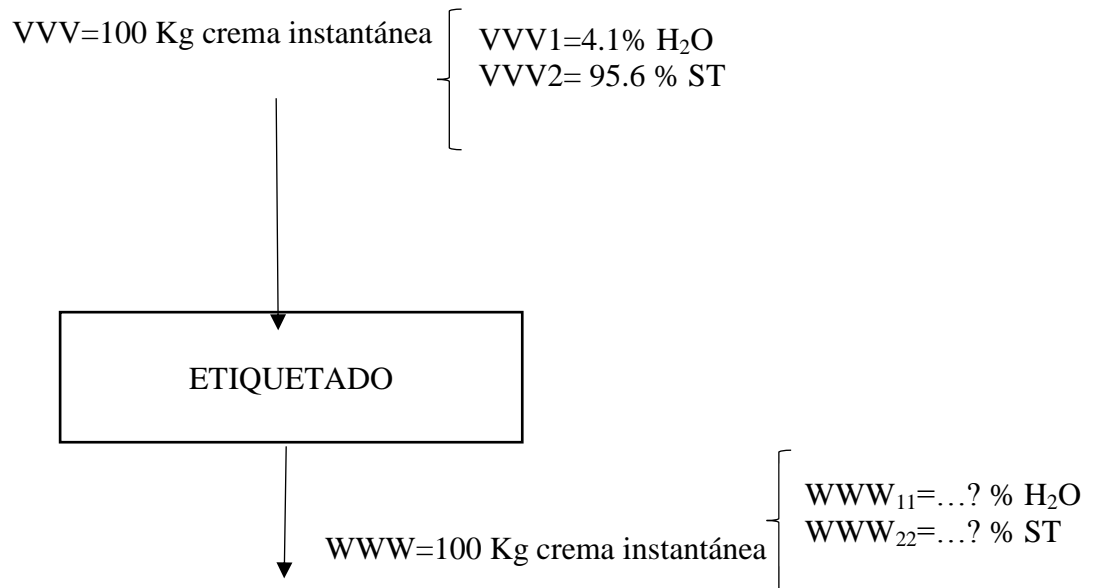 VVV=100 Kg crema instantánea
VVV1=4.1% H₂O
VVV2= 95.6 % ST
ETIQUETADO
WWW₁₁=…? % H₂O
WWW₂₂=…? % ST
WWW=100 Kg crema instantánea